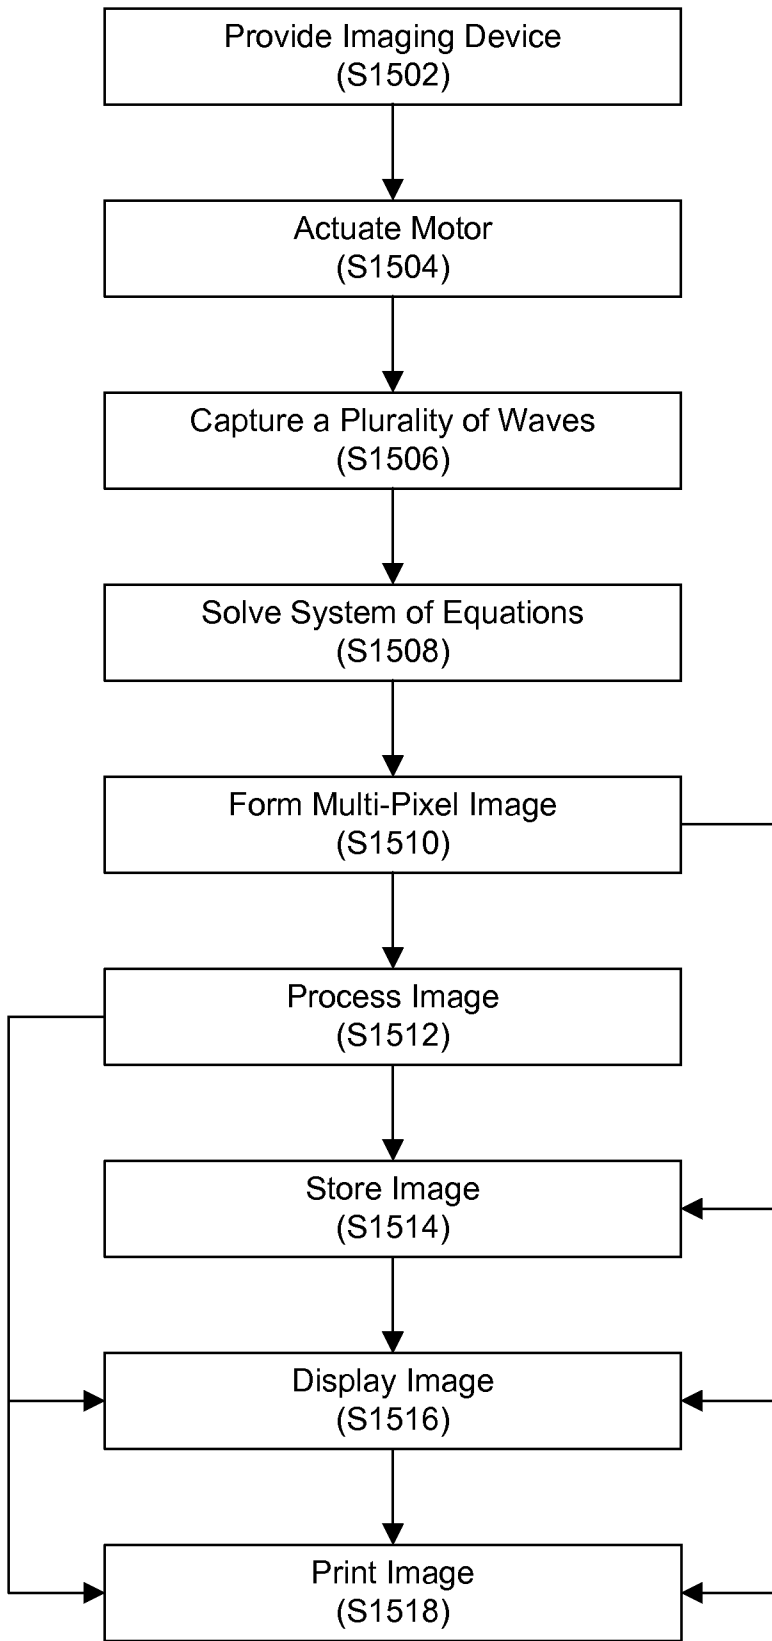 Provide Imaging Device
(S1502)
Actuate Motor
(S1504)
Capture a Plurality of Waves
(S1506)
Solve System of Equations
(S1508)
Form Multi-Pixel Image
(S1510)
Process Image
(S1512)
Store Image
(S1514)
Display Image
(S1516)
Print Image
(S1518)